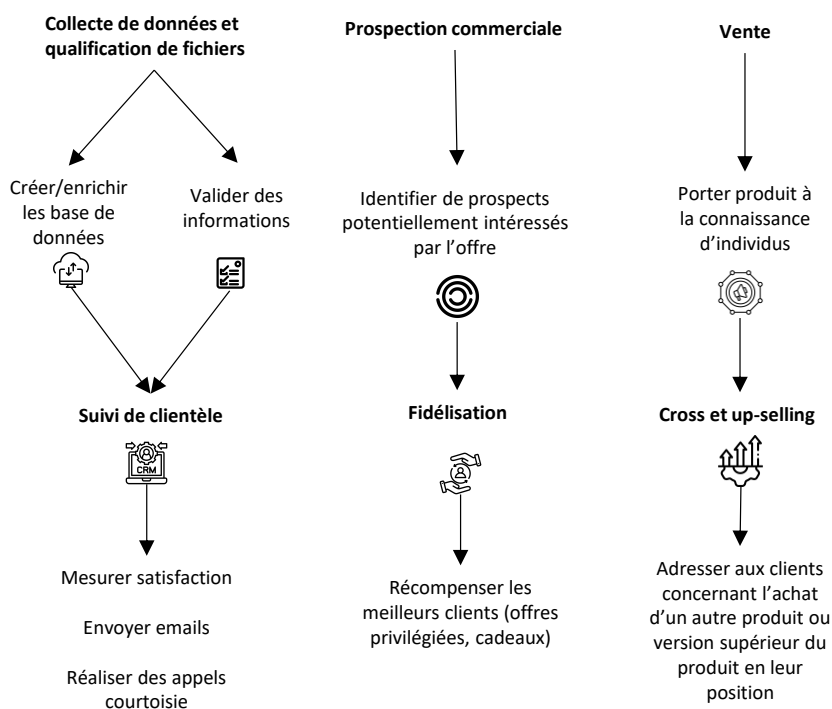 Collecte de données et
qualification de fichiers
Créer/enrichir
les base de
données
Valider des
informations
Suivi de clientèle
CRM
Mesurer satisfaction
Envoyer emails
Réaliser des appels
courtoisie
Prospection commerciale
Identifier de prospects
potentiellement intéressés
par l'offre
Fidélisation
Récompenser les
meilleurs clients (offres
privilégiées, cadeaux)
Vente
Porter produit à
la connaissance
d'individus
Cross et up-selling
Adresser aux clients
concernant l'achat
d'un autre produit ou
version supérieur du
produit en leur
position